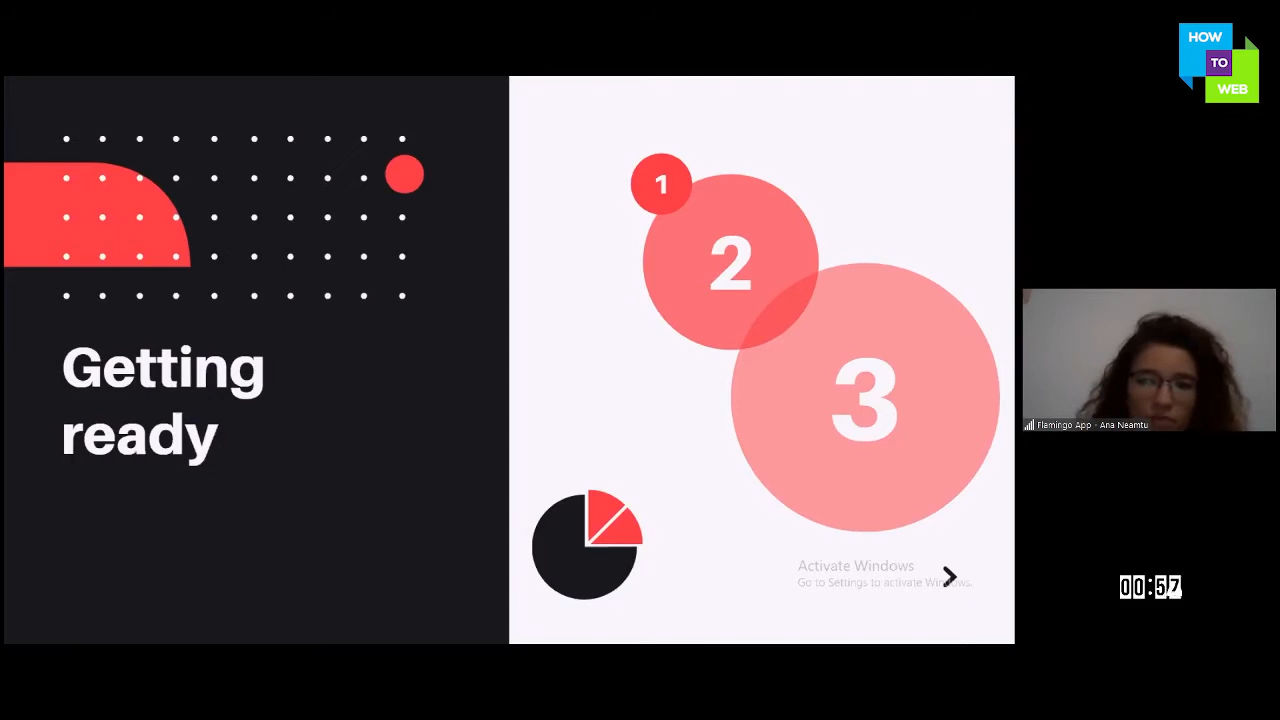 HOW
TO
WEB
Getting
ready
1
2
3
Activate Windows
Go to Settings to activate Windows.
Flamingo App - Ana Neamtu
00:57